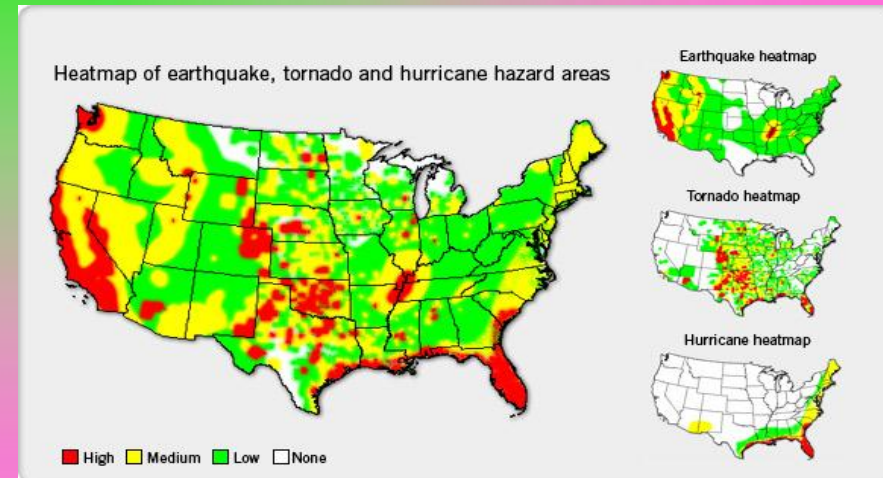 Heatmap of earthquake, tornado and hurricane hazard areas
High
Medium
Low
None
Earthquake heatmap
Tornado heatmap
Hurricane heatmap